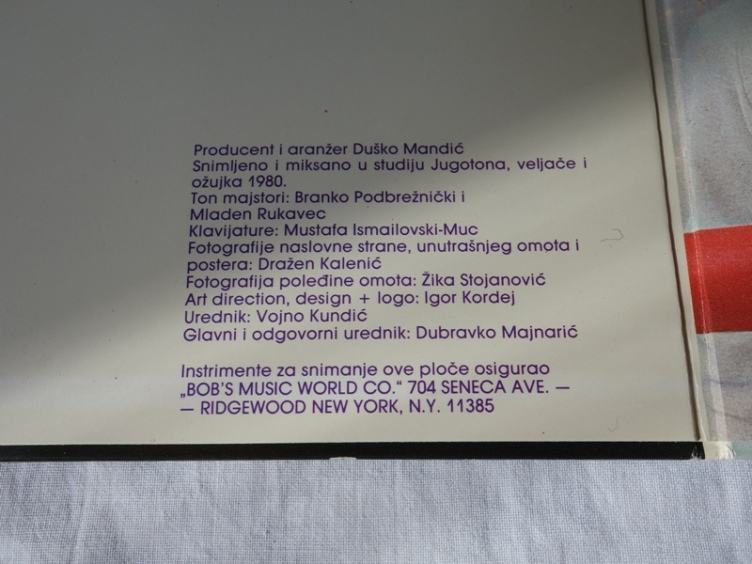 Producent i aranžer Duško Mandić
Snimljeno i miksano u studiju Jugotona, veljače i
ožujka 1980.
Ton majstori: Branko Podbrežnički i
Mladen Rukavec
Klavijature: Mustafa Ismailovski-Muc
Fotografije naslovne strane, unutrašnjeg omota i
postera: Dražen Kalenić
Fotografija poleđine omota: Žika Stojanović
Art direction, design + logo: Igor Kordej
Urednik: Vojno Kundić
Glavni i odgovorni urednik: Dubravko Majnarić
Instrimente za snimanje ove ploče osigurao
„BOB'S MUSIC WORLD CO.“ 704 SENECA AVE. —
— RIDGEWOOD NEW YORK, N.Y. 11385